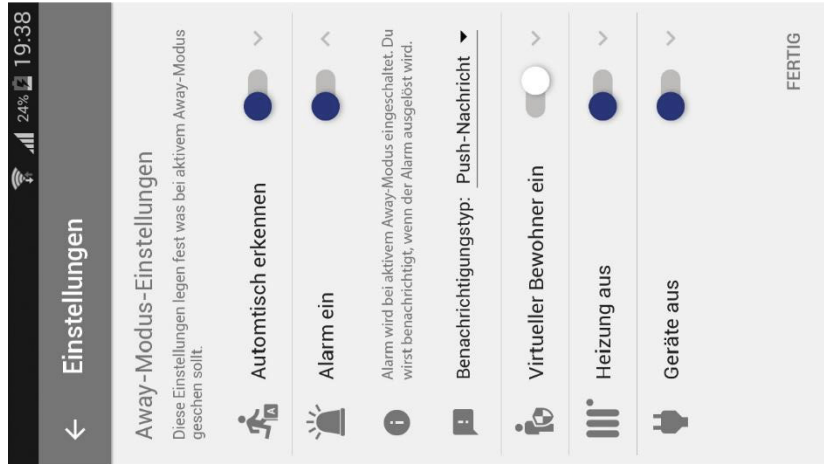 24% 19:38
Einstellungen
Away-Modus-Einstellungen
Diese Einstellungen legen fest was bei aktivem Away-Modus
geschen sollt.
A
Automtisch erkennen
Alarm ein
Alarm wird bei aktivem Away-Modus eingeschaltet. Du
wirst benachrichtigt, wenn der Alarm ausgelöst wird.
Benachrichtigungstyp: Push-Nachricht
Virtueller Bewohner ein
Heizung aus
Geräte aus
FERTIG